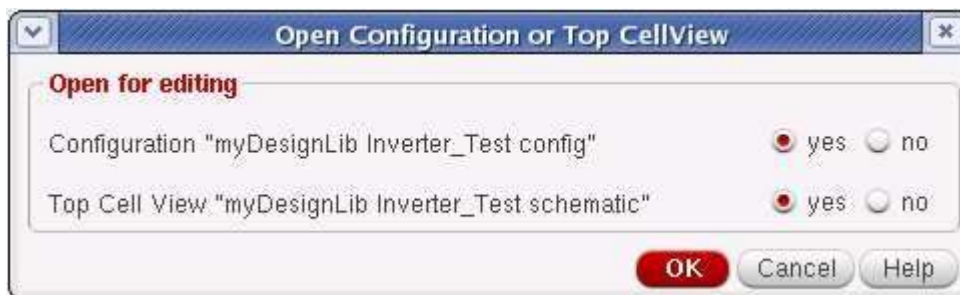 Open Configuration or Top CellView
Open for editing
Configuration "myDesignLib Inverter_Test config" yes no
Top Cell View "myDesignLib Inverter_Test schematic" yes no
OK Cancel Help